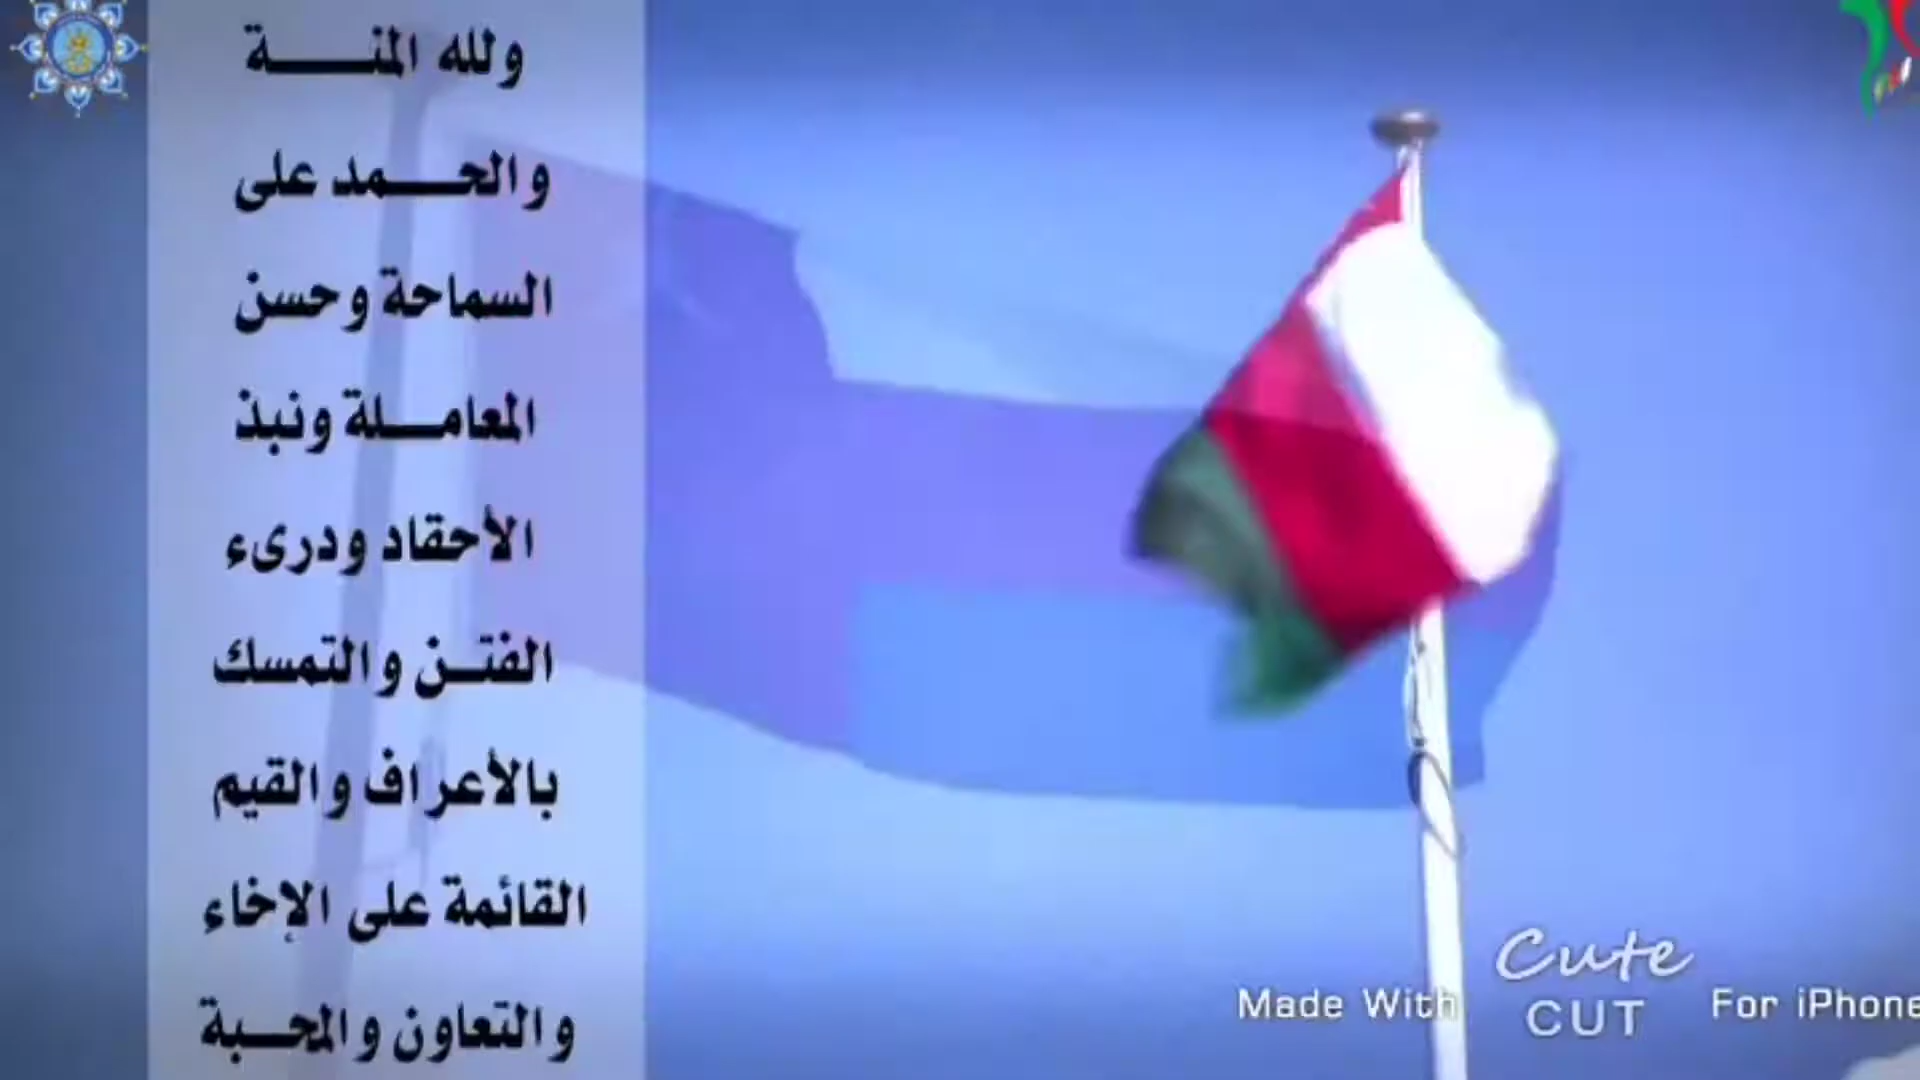 ولله المنة
والحمد على
السماحة وحسن
المعاملة ونبذ
الأحقاد ودرىء
الفتن والتمسك
بالأعراف والقيم
القائمة على الإخاء
والتعاون والمحبة
Made With Cute CUT For iPhone